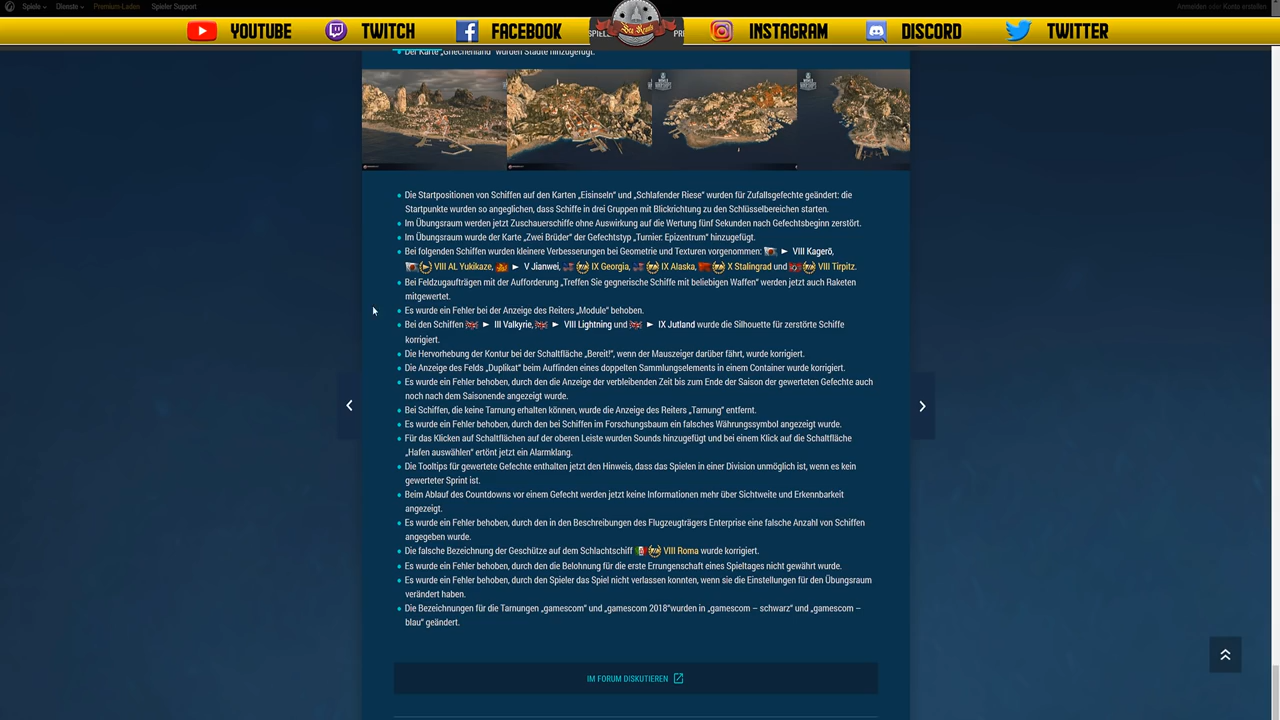 Spiele
Dienste
Premium-Laden
Spieler Support
Anmelden oder Konto erstellen
YOUTUBE
TWITCH
FACEBOOK
SPIEL
PRE
INSTAGRAM
DISCORD
TWITTER
Der Karte „Griechenland“ wurden Städte hinzugefügt.
Die Startpositionen von Schiffen auf den Karten „Eisinseln“ und „Schlafender Riese“ wurden für Zufallsgefechte geändert: die
Startpunkte wurden so angeglichen, dass Schiffe in drei Gruppen mit Blickrichtung zu den Schlüsselbereichen starten.
Im Übungsraum werden jetzt Zuschauerschiffe ohne Auswirkung auf die Wertung fünf Sekunden nach Gefechtsbeginn zerstört.
Im Übungsraum wurde der Karte „Zwei Brüder“ der Gefechtstyp „Turnier: Epizentrum“ hinzugefügt.
Bei folgenden Schiffen wurden kleinere Verbesserungen bei Geometrie und Texturen vorgenommen: VIII Kagerō,
VIII AL Yukikaze, V Jianwei, IX Georgia, IX Alaska, X Stalingrad und VIII Tirpitz.
Bei Feldzugaufträgen mit der Aufforderung „Treffen Sie gegnerische Schiffe mit beliebigen Waffen“ werden jetzt auch Raketen
mitgewertet.
Es wurde ein Fehler bei der Anzeige des Reiters „Module“ behoben.
Bei den Schiffen III Valkyrie, VIII Lightning und IX Jutland wurde die Silhouette für zerstörte Schiffe
korrigiert.
Die Hervorhebung der Kontur bei der Schaltfläche „Bereit!“, wenn der Mauszeiger darüber fährt, wurde korrigiert.
Die Anzeige des Felds „Duplikat“ beim Auffinden eines doppelten Sammlungselements in einem Container wurde korrigiert.
Es wurde ein Fehler behoben, durch den die Anzeige der verbleibenden Zeit bis zum Ende der Saison der gewerteten Gefechte auch
noch nach dem Saisonende angezeigt wurde.
Bei Schiffen, die keine Tarnung erhalten können, wurde die Anzeige des Reiters „Tarnung“ entfernt.
Es wurde ein Fehler behoben, durch den bei Schiffen im Forschungsbaum ein falsches Währungssymbol angezeigt wurde.
Für das Klicken auf Schaltflächen auf der oberen Leiste wurden Sounds hinzugefügt und bei einem Klick auf die Schaltfläche
„Hafen auswählen“ ertönt jetzt ein Alarmklang.
Die Tooltips für gewertete Gefechte enthalten jetzt den Hinweis, dass das Spielen in einer Division unmöglich ist, wenn es kein
gewerteter Sprint ist.
Beim Ablauf des Countdowns vor einem Gefecht werden jetzt keine Informationen mehr über Sichtweite und Erkennbarkeit
angezeigt.
Es wurde ein Fehler behoben, durch den in den Beschreibungen des Flugzeugträgers Enterprise eine falsche Anzahl von Schiffen
angegeben wurde.
Die falsche Bezeichnung der Geschütze auf dem Schlachtschiff VIII Roma wurde korrigiert.
Es wurde ein Fehler behoben, durch den die Belohnung für die erste Errungenschaft eines Spieltages nicht gewährt wurde.
Es wurde ein Fehler behoben, durch den Spieler das Spiel nicht verlassen konnten, wenn sie die Einstellungen für den Übungsraum
verändert haben.
Die Bezeichnungen für die Tarnungen „gamescom“ und „gamescom 2018“wurden in „gamescom – schwarz“ und „gamescom –
blau“ geändert.
IM FORUM DISKUTIEREN